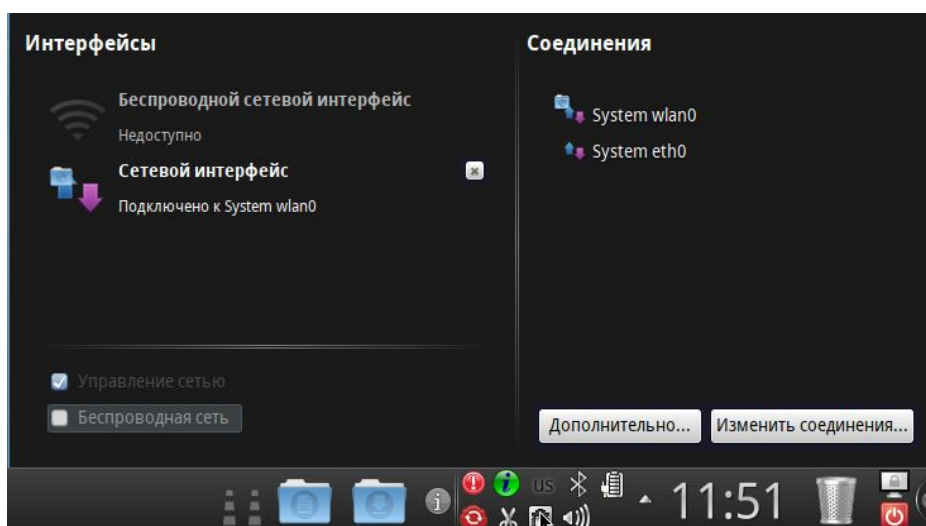 Интерфейсы
Беспроводной сетевой интерфейс
Недоступно
Сетевой интерфейс
Подключено к System wlan0
Управление сетью
Беспроводная сеть
Соединения
System wlan0
System eth0
Дополнительно...
Изменить соединения...
us
11:51